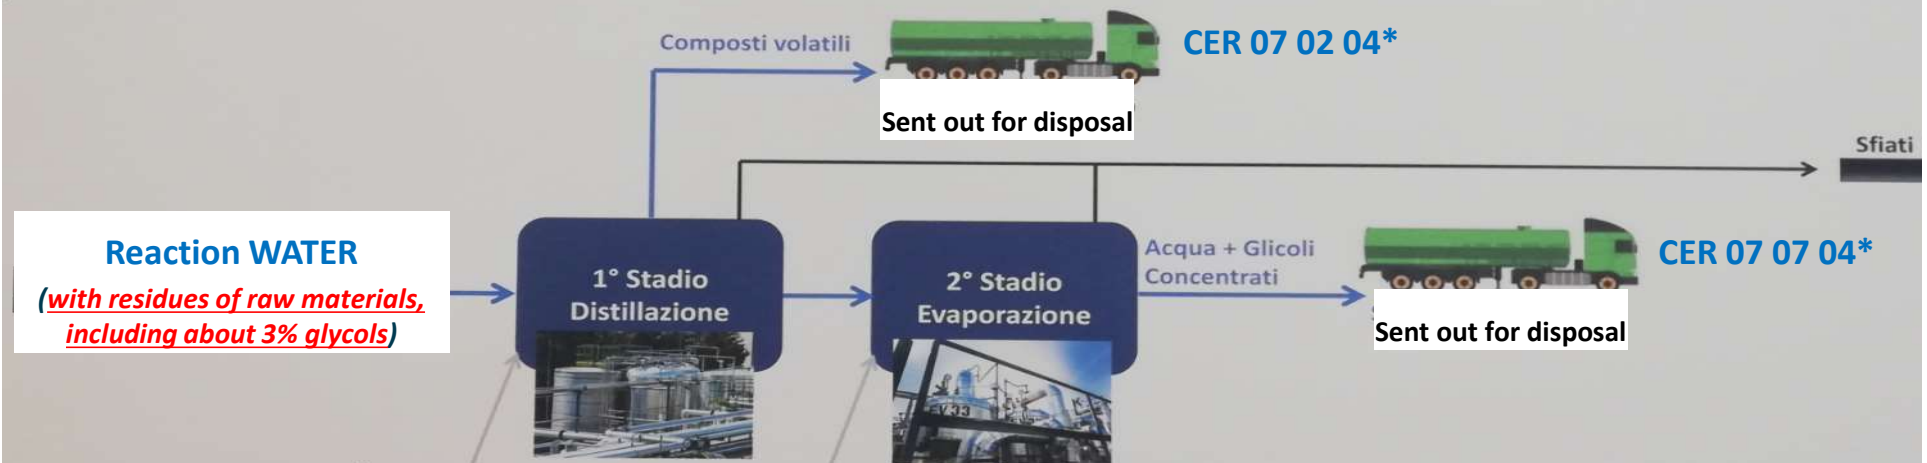 Composti volatili
CER 07 02 04*
Sent out for disposal
Sfiati
Reaction WATER
(with residues of raw materials,
including about 3% glycols)
1° Stadio
Distillazione
2° Stadio
Evaporazione
Acqua + Glicoli
Concentrati
CER 07 07 04*
Sent out for disposal